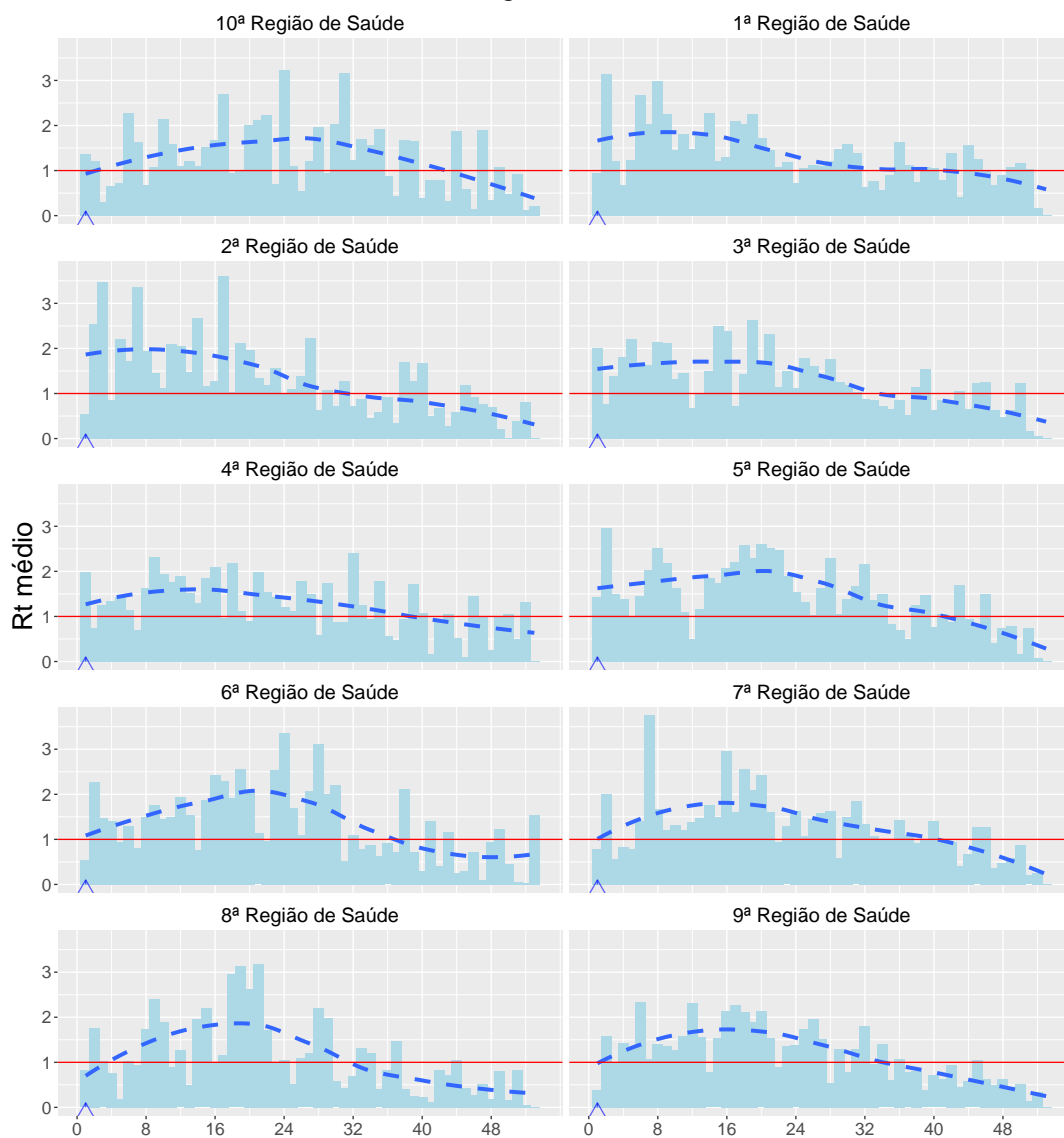 10ª Região de Saúde
1ª Região de Saúde
3
2
1
0
2ª Região de Saúde
3ª Região de Saúde
3
2
1
0
4ª Região de Saúde
5ª Região de Saúde
3
2
1
0
Rt médio
6ª Região de Saúde
7ª Região de Saúde
3
2
1
0
8ª Região de Saúde
9ª Região de Saúde
3
2
1
0
0 8 16 24 32 40 48 0 8 16 24 32 40 48